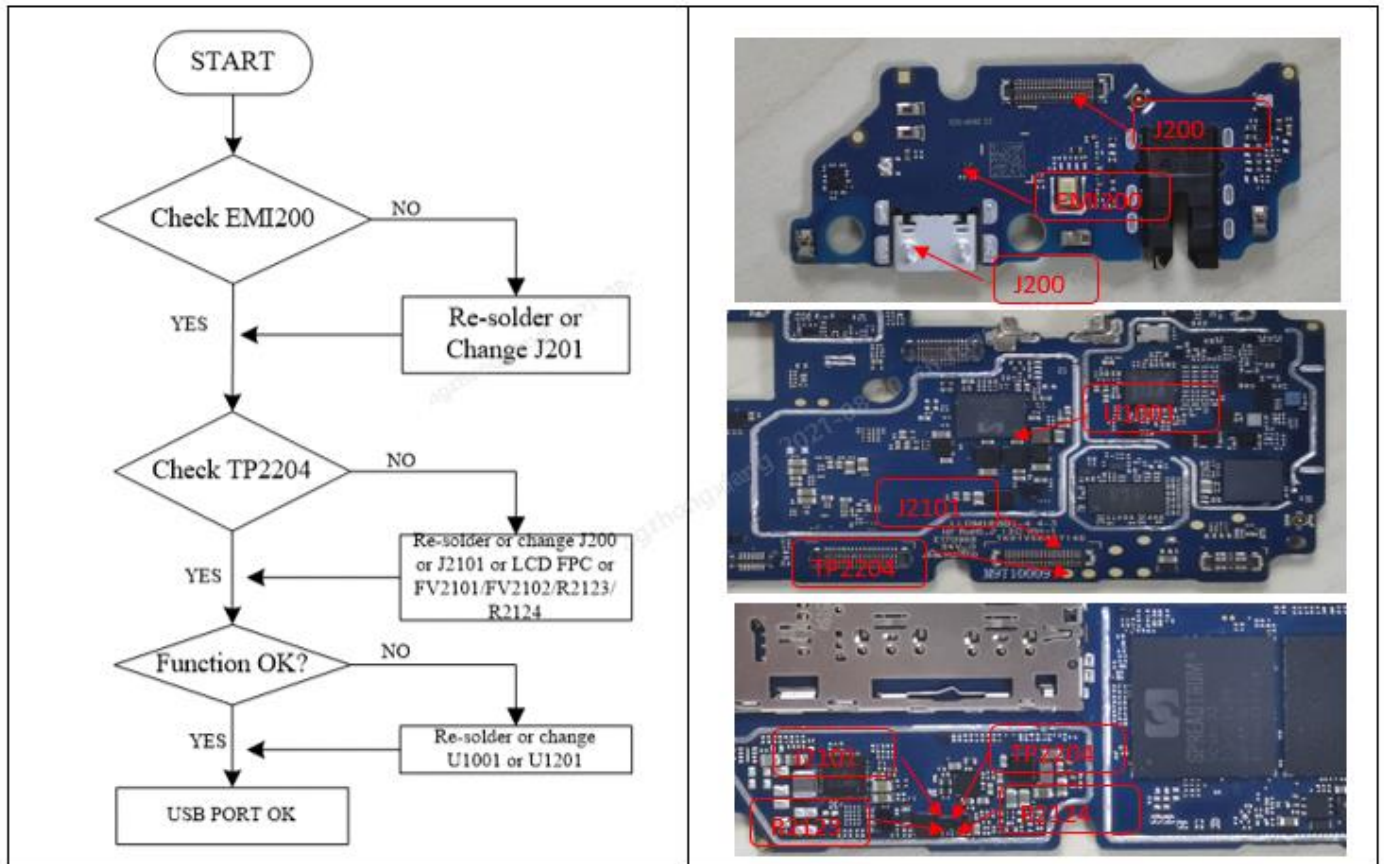 START
Check EMI200
NO
YES
Re-solder or
Change J201
Check TP2204
NO
YES
Re-solder or change J200
or J2101 or LCD FPC or
FV2101/FV2102/R2123/
R2124
Function OK?
NO
YES
Re-solder or change
U1001 or U1201
USB PORT OK
J200
EMI200
J200
U1001
J2101
TP2204
TP2204
R2124
SPREADTRUM